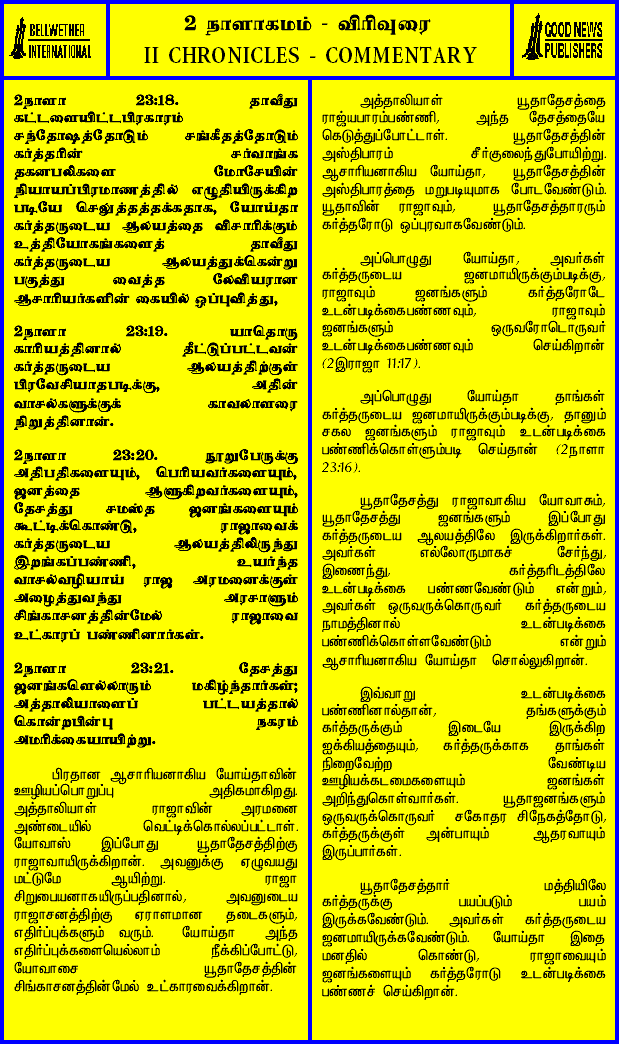 BELLWETHER
INTERNATIONAL
2 நாளாகமம் - விரிவுரை
II CHRONICLES - COMMENTARY
GOOD NEWS
PUBLISHERS
2நாளா 23:18. தாவீது
கட்டளையிட்டபிரகாரம்
சந்தோஷத்தோடும் சங்கீதத்தோடும்
கர்த்தரின் சர்வாங்க
தகனபலிகளை மோசேயின்
நியாயப்பிரமாணத்தில் எழுதியிருக்கிற
படியே செலுத்தத்தக்கதாக, யோய்தா
கர்த்தருடைய ஆலயத்தை விசாரிக்கும்
உத்தியோகங்களைத் தாவீது
கர்த்தருடைய ஆலயத்துக்கென்று
பகுத்து வைத்த லேவியரான
ஆசாரியர்களின் கையில் ஒப்புவித்து,
2நாளா 23:19. யாதொரு
காரியத்தினால் தீட்டுப்பட்டவன்
கர்த்தருடைய ஆலயத்திற்குள்
பிரவேசியாதபடிக்கு, அதின்
வாசல்களுக்குக் காவலாளரை
நிறுத்தினான்.
2நாளா 23:20. நூறுபேருக்கு
அதிபதிகளையும், பெரியவர்களையும்,
ஜனத்தை ஆளுகிறவர்களையும்,
தேசத்து சமஸ்த ஜனங்களையும்
கூட்டிக்கொண்டு, ராஜாவைக்
கர்த்தருடைய ஆலயத்திலிருந்து
இறங்கப்பண்ணி, உயர்ந்த
வாசல்வழியாய் ராஜ அரமனைக்குள்
அழைத்துவந்து அரசாளும்
சிங்காசனத்தின்மேல் ராஜாவை
உட்காரப் பண்ணினார்கள்.
2நாளா 23:21. தேசத்து
ஜனங்களெல்லாரும் மகிழ்ந்தார்கள்;
அத்தாலியாளைப் பட்டயத்தால்
கொன்றபின்பு நகரம்
அமரிக்கையாயிற்று.
பிரதான ஆசாரியனாகிய யோய்தாவின்
ஊழியப்பொறுப்பு அதிகமாகிறது.
அத்தாலியாள் ராஜாவின் அரமனை
அண்டையில் வெட்டிக்கொல்லப்பட்டாள்.
யோவாஸ் இப்போது யூதாதேசத்திற்கு
ராஜாவாயிருக்கிறான். அவனுக்கு ஏழுவயது
மட்டுமே ஆயிற்று. ராஜா
சிறுபையனாகயிருப்பதினால், அவனுடைய
ராஜாசனத்திற்கு ஏராளமான தடைகளும்,
எதிர்ப்புக்களும் வரும். யோய்தா அந்த
எதிர்ப்புக்களையெல்லாம் நீக்கிப்போட்டு,
யோவாசை யூதாதேசத்தின்
சிங்காசனத்தின்மேல் உட்காரவைக்கிறான்.
அத்தாலியாள் யூதாதேசத்தை
ராஜ்யபாரம்பண்ணி, அந்த தேசத்தையே
கெடுத்துப்போட்டாள். யூதாதேசத்தின்
அஸ்திபாரம் சீர்குலைந்துபோயிற்று.
ஆசாரியனாகிய யோய்தா, யூதாதேசத்தின்
அஸ்திபாரத்தை மறுபடியுமாக போடவேண்டும்.
யூதாவின் ராஜாவும், யூதாதேசத்தாரரும்
கர்த்தரோடு ஒப்புரவாகவேண்டும்.
அப்பொழுது யோய்தா, அவர்கள்
கர்த்தருடைய ஜனமாயிருக்கும்படிக்கு,
ராஜாவும் ஜனங்களும் கர்த்தரோடே
உடன்படிக்கைபண்ணவும், ராஜாவும்
ஜனங்களும் ஒருவரோடொருவர்
உடன்படிக்கைபண்ணவும் செய்கிறான்
(2இராஜா 11:17).
அப்பொழுது யோய்தா தாங்கள்
கர்த்தருடைய ஜனமாயிருக்கும்படிக்கு, தானும்
சகல ஜனங்களும் ராஜாவும் உடன்படிக்கை
பண்ணிக்கொள்ளும்படி செய்தான் (2நாளா
23:16).
யூதாதேசத்து ராஜாவாகிய யோவாசும்,
யூதாதேசத்து ஜனங்களும் இப்போது
கர்த்தருடைய ஆலயத்திலே இருக்கிறார்கள்.
அவர்கள் எல்லோருமாகச் சேர்ந்து,
இணைந்து, கர்த்தரிடத்திலே
உடன்படிக்கை பண்ணவேண்டும் என்றும்,
அவர்கள் ஒருவருக்கொருவர் கர்த்தருடைய
நாமத்தினால் உடன்படிக்கை
பண்ணிக்கொள்ளவேண்டும் என்றும்
ஆசாரியனாகிய யோய்தா சொல்லுகிறான்.
இவ்வாறு உடன்படிக்கை
பண்ணினால்தான், தங்களுக்கும்
கர்த்தருக்கும் இடையே இருக்கிற
ஐக்கியத்தையும், கர்த்தருக்காக தாங்கள்
நிறைவேற்ற வேண்டிய
ஊழியக்கடமைகளையும் ஜனங்கள்
அறிந்துகொள்வார்கள். யூதாஜனங்களும்
ஒருவருக்கொருவர் சகோதர சிநேகத்தோடு,
கர்த்தருக்குள் அன்பாயும் ஆதரவாயும்
இருப்பார்கள்.
யூதாதேசத்தார் மத்தியிலே
கர்த்தருக்கு பயப்படும் பயம்
இருக்கவேண்டும். அவர்கள் கர்த்தருடைய
ஜனமாயிருக்கவேண்டும். யோய்தா இதை
மனதில் கொண்டு, ராஜாவையும்
ஜனங்களையும் கர்த்தரோடு உடன்படிக்கை
பண்ணச் செய்கிறான்.